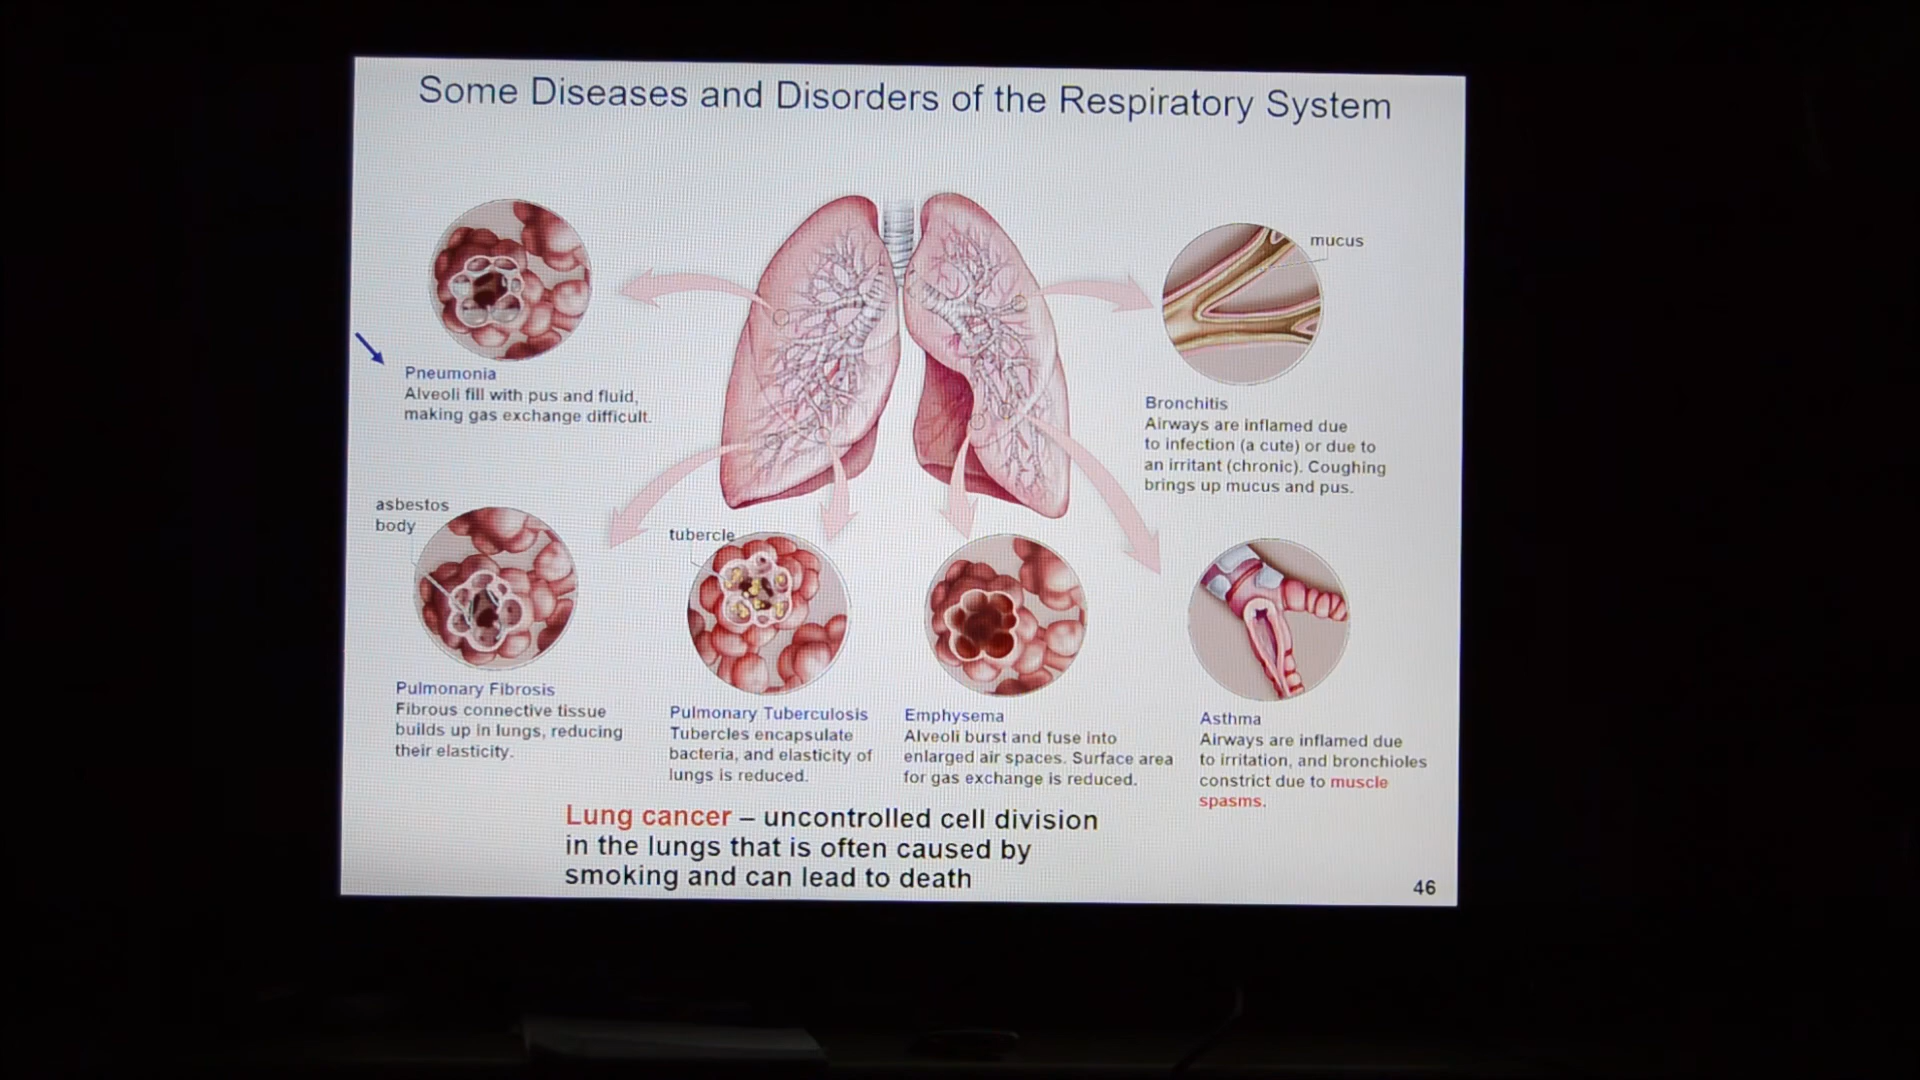 Some Diseases and Disorders of the Respiratory System
mucus
Pneumonia
Alveoli fill with pus and fluid,
making gas exchange difficult.
Bronchitis
Airways are inflamed due
to infection (a cute) or due to
an irritant (chronic). Coughing
brings up mucus and pus.
asbestos
body
tubercle
Pulmonary Fibrosis
Fibrous connective tissue
builds up in lungs, reducing
their elasticity.
Pulmonary Tuberculosis
Tubercles encapsulate
bacteria, and elasticity of
lungs is reduced.
Emphysema
Alveoli burst and fuse into
enlarged air spaces. Surface area
for gas exchange is reduced.
Asthma
Airways are inflamed due
to irritation, and bronchioles
constrict due to muscle
spasms.
Lung cancer – uncontrolled cell division
in the lungs that is often caused by
smoking and can lead to death
46